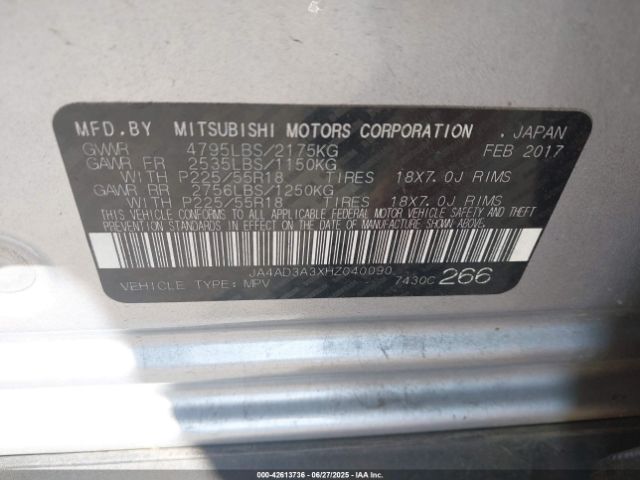 MFD.BY MITSUBISHI MOTORS CORPORATION . JAPAN
GVWR 4795LBS/2175KG FEB 2017
GAWR FR 2535LBS/1150KG
WITH P225/55R18 TIRES 18X7.0J RIMS
GAWR RR 2756LBS/1250KG
WITH P225/55R18 TIRES 18X7.0J RIMS
THIS VEHICLE CONFORMS TO ALL APPLICABLE FEDERAL MOTOR VEHICLE SAFETY AND THEFT
PREVENTION STANDARDS IN EFFECT ON THE DATE OF MANUFACTURE SHOWN ABOVE.
JA4AD3A3XHZ040090
VEHICLE TYPE: MPV 7430C 266
000-42613736 | 06/27/2025 | IAAI.COM